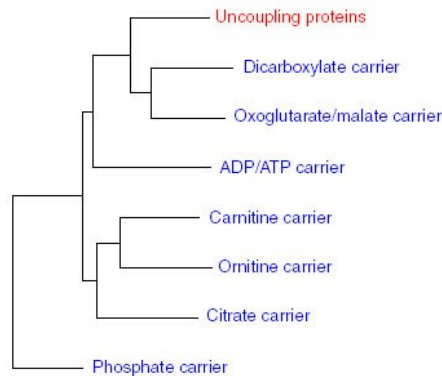 Uncoupling proteins
Dicarboxylate carrier
Oxoglutarate/malate carrier
ADP/ATP carrier
Carnitine carrier
Ornitine carrier
Citrate carrier
Phosphate carrier